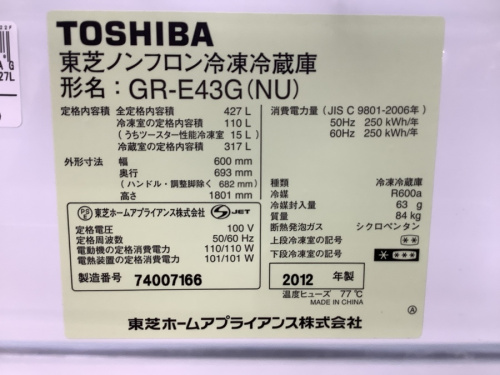 TOSHIBA
東芝ノンフロン冷凍冷蔵庫
形名：GR-E43G(NU)
定格内容積 全定格内容積 427 L
冷凍室の定格内容積 110 L
（うちツースター性能冷凍室 15 L）
冷蔵室の定格内容積 317 L
外形寸法 幅 600 mm
奥行 693 mm
（ハンドル・調整脚除く 682 mm）
高さ 1801 mm
東芝ホームアプライアンス株式会社 JET
定格電圧 100 V
定格周波数 50/60 Hz
電動機の定格消費電力 110/110 W
電熱装置の定格消費電力 101/101 W
製造番号 74007166
消費電力量（JIS C 9801-2006年）
50Hz 250 kWh/年
60Hz 250 kWh/年
種類 冷凍冷蔵庫
冷媒 R600a
冷媒封入量 63 g
質量 84 kg
断熱発泡ガス シクロペンタン
上段冷凍室の記号
下段冷凍室の記号
2012 年製
温度ヒューズ 77℃
MADE IN CHINA
東芝ホームアプライアンス株式会社
Ⓐ
27L